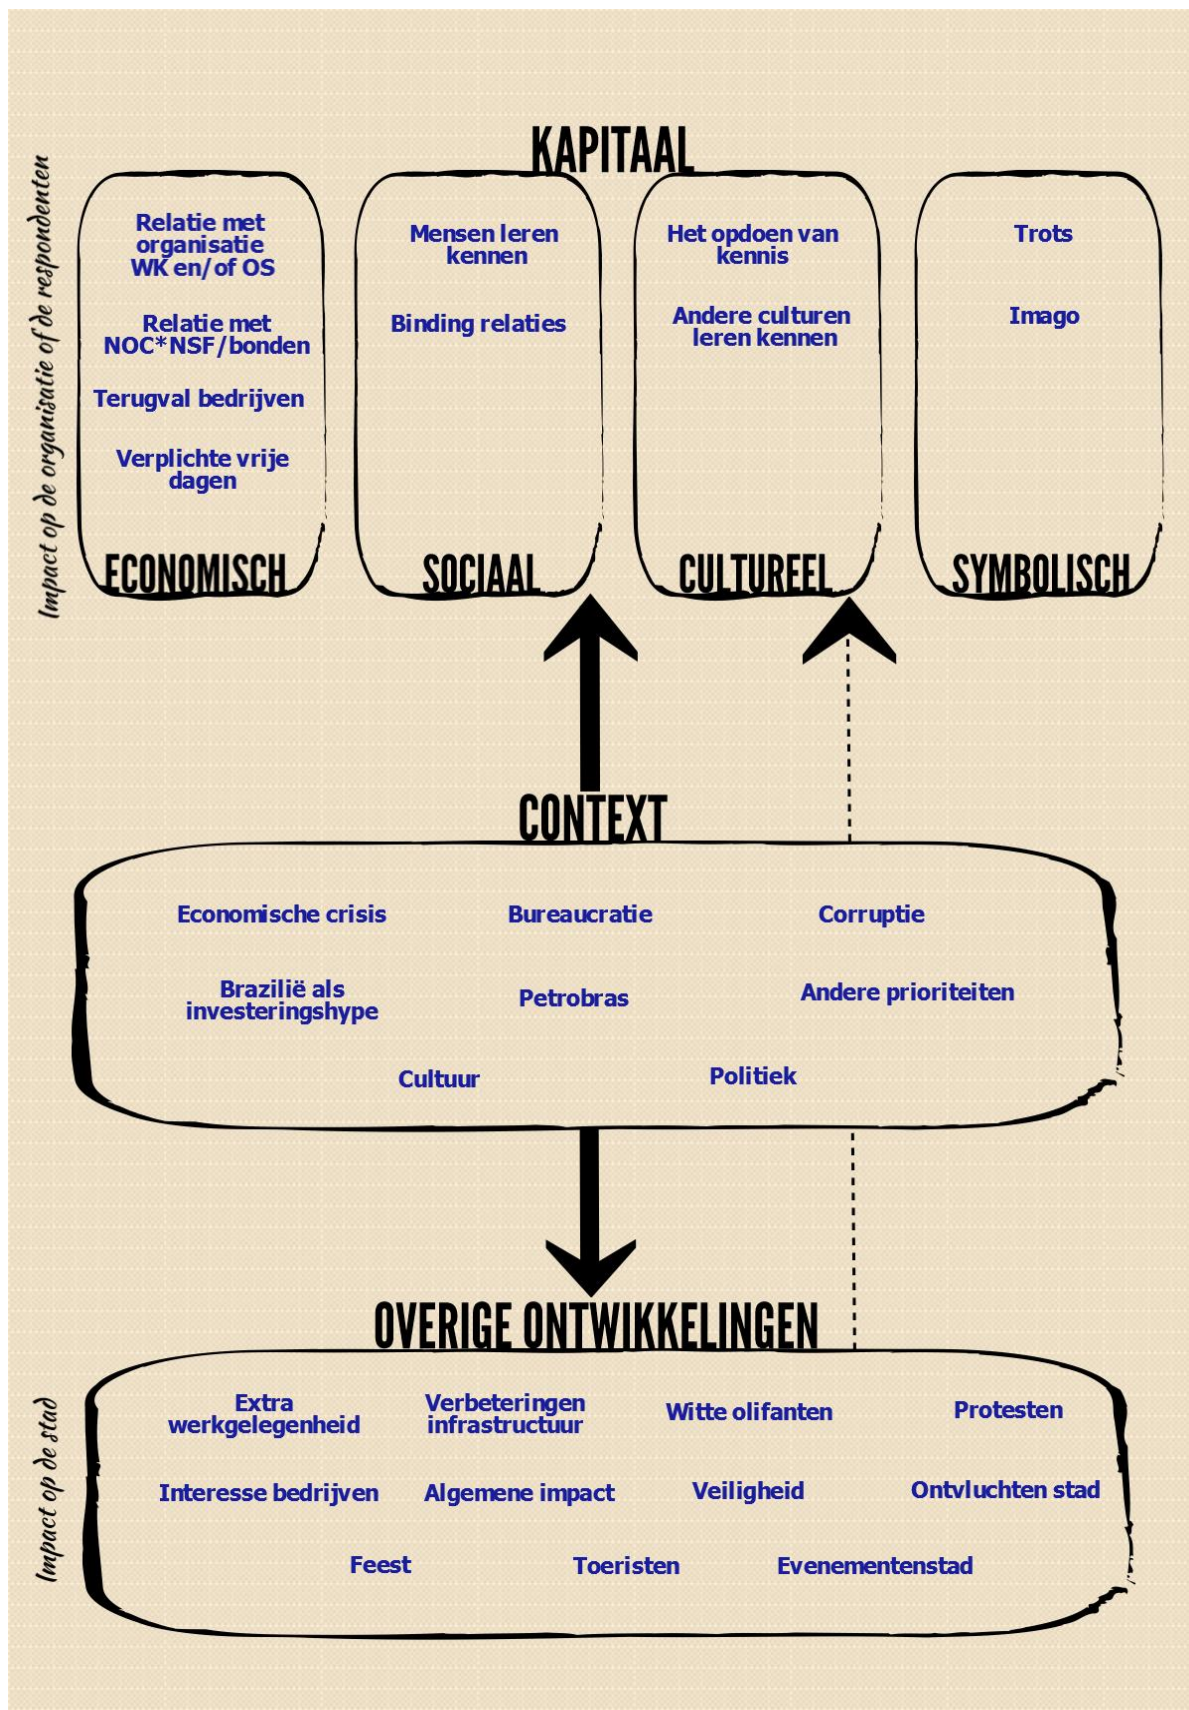 KAPITAAL
Impact op de organisatie of de respondenten
Relatie met
organisatie
WK en/of OS
Relatie met
NOC*NSF/bonden
Terugval bedrijven
Verplichte vrije
dagen
ECONOMISCH
Mensen leren
kennen
Binding relaties
SOCIAAL
Het opdoen van
kennis
Andere culturen
leren kennen
CULTUREEL
Trots
Imago
SYMBOLISCH
CONTEXT
Economische crisis
Bureaucratie
Corruptie
Brazilië als
investeringshype
Petrobras
Andere prioriteiten
Cultuur
Politiek
OVERIGE ONTWIKKELINGEN
Impact op de stad
Extra
werkgelegenheid
Verbeteringen
infrastructuur
Witte olifanten
Protesten
Interesse bedrijven
Algemene impact
Veiligheid
Ontvluchten stad
Feest
Toeristen
Evenementenstad